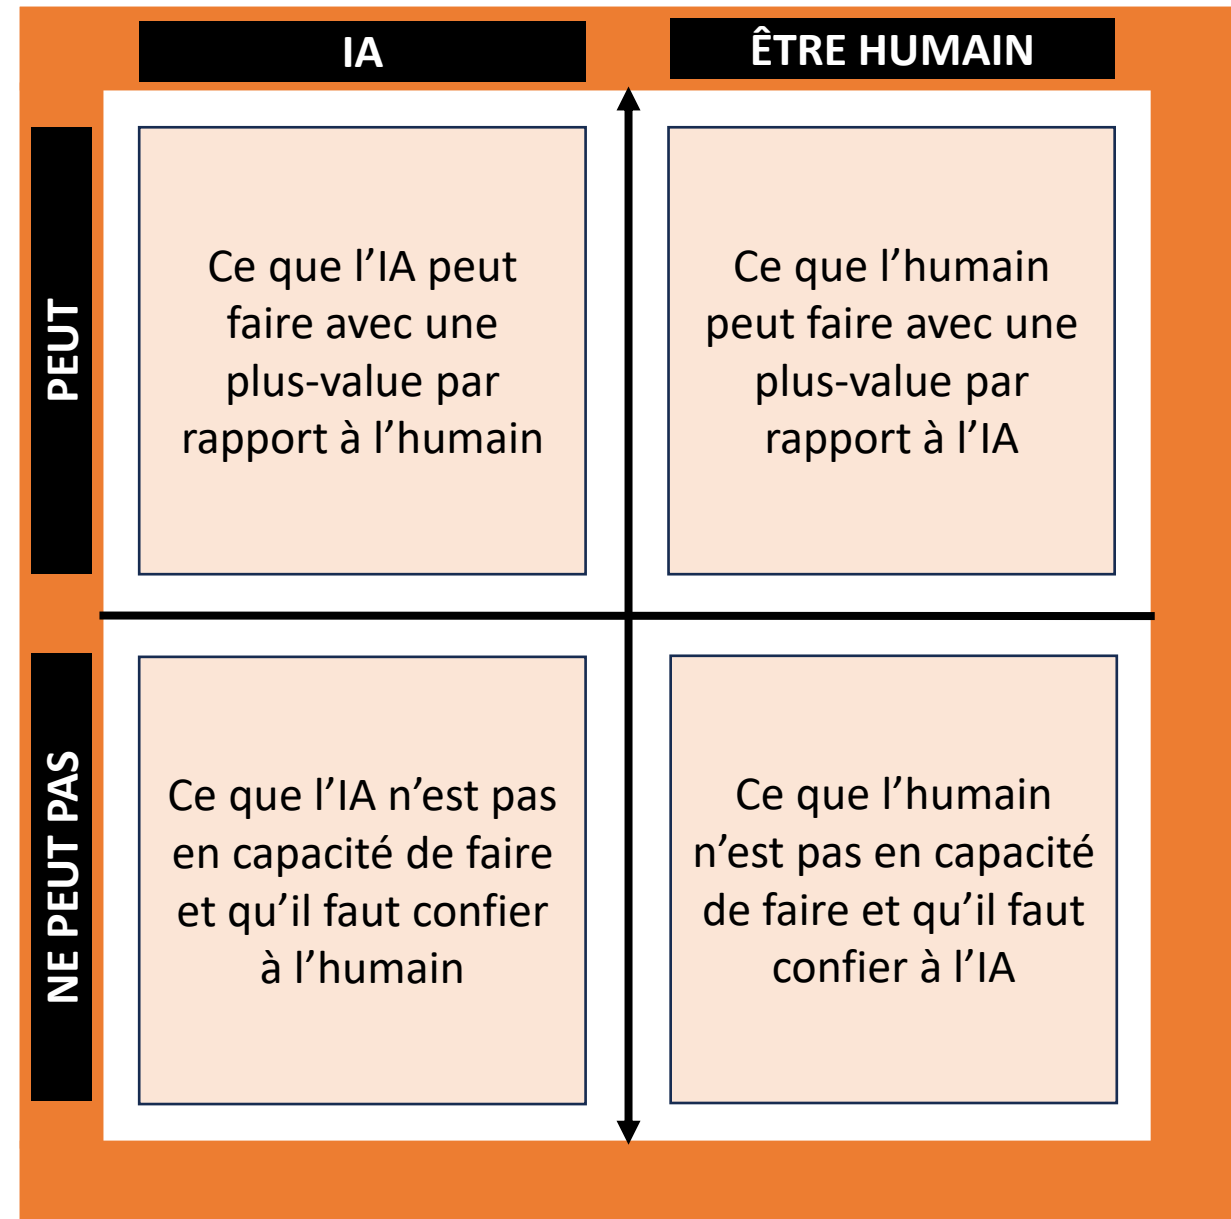 IA
ÊTRE HUMAIN
PEUT
Ce que l’IA peut
faire avec une
plus-value par
rapport à l’humain
Ce que l’humain
peut faire avec une
plus-value par
rapport à l’IA
NE PEUT PAS
Ce que l’IA n’est pas
en capacité de faire
et qu’il faut confier
à l’humain
Ce que l’humain
n’est pas en capacité
de faire et qu’il faut
confier à l’IA